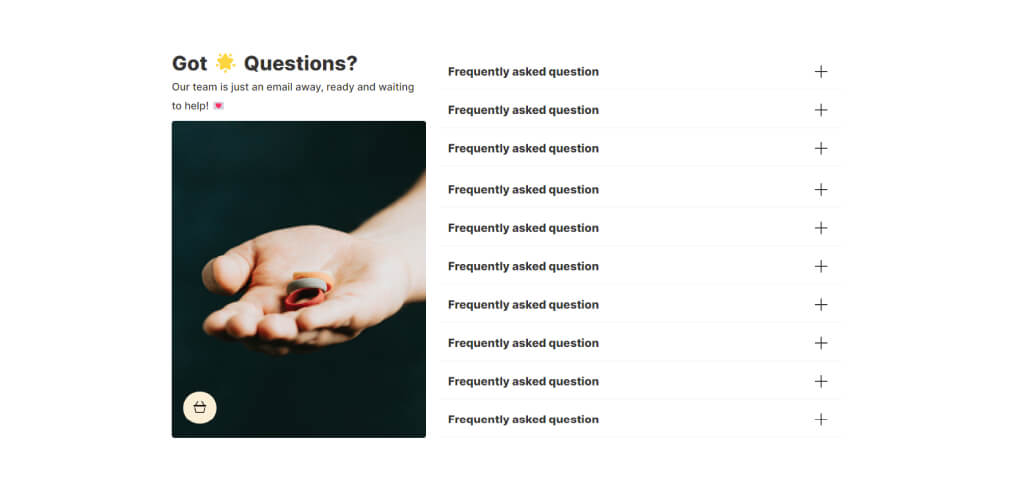 Got 🌟 Questions?
Our team is just an email away, ready and waiting
to help! 💌
Frequently asked question
Frequently asked question
Frequently asked question
Frequently asked question
Frequently asked question
Frequently asked question
Frequently asked question
Frequently asked question
Frequently asked question
Frequently asked question